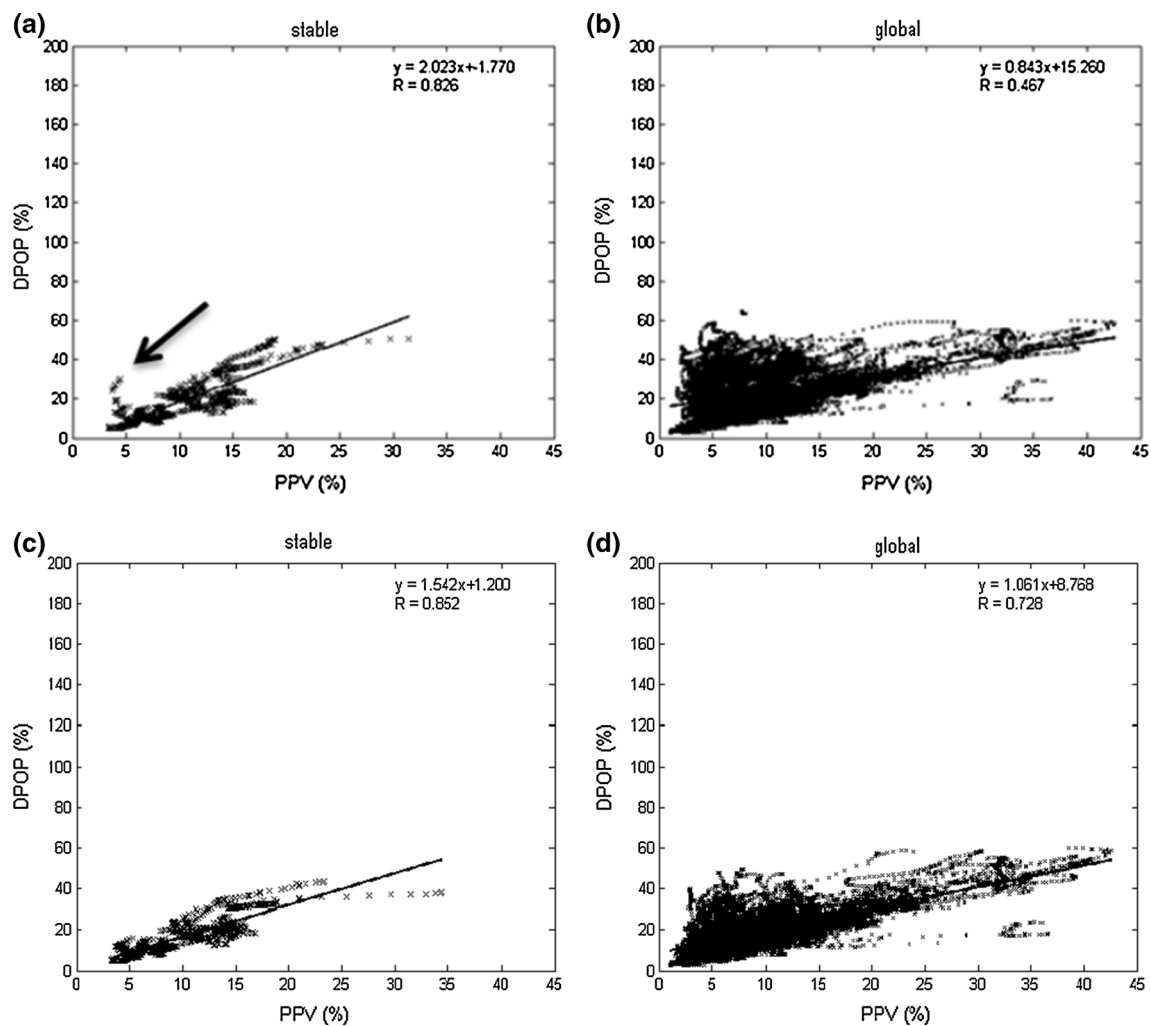 (a)
stable
y = 2.023x+-1.770
R = 0.826
200
180
160
140
120
100
80
60
40
20
0
DPOP (%)
0 5 10 15 20 25 30 35 40 45
PPV (%)
(b)
global
y = 0.843x+15.260
R = 0.467
200
180
160
140
120
100
80
60
40
20
0
DPOP (%)
0 5 10 15 20 25 30 35 40 45
PPV (%)
(c)
stable
y = 1.542x+1.200
R = 0.852
200
180
160
140
120
100
80
60
40
20
0
DPOP (%)
0 5 10 15 20 25 30 35 40 45
PPV (%)
(d)
global
y = 1.061x+8.768
R = 0.728
200
180
160
140
120
100
80
60
40
20
0
DPOP (%)
0 5 10 15 20 25 30 35 40 45
PPV (%)